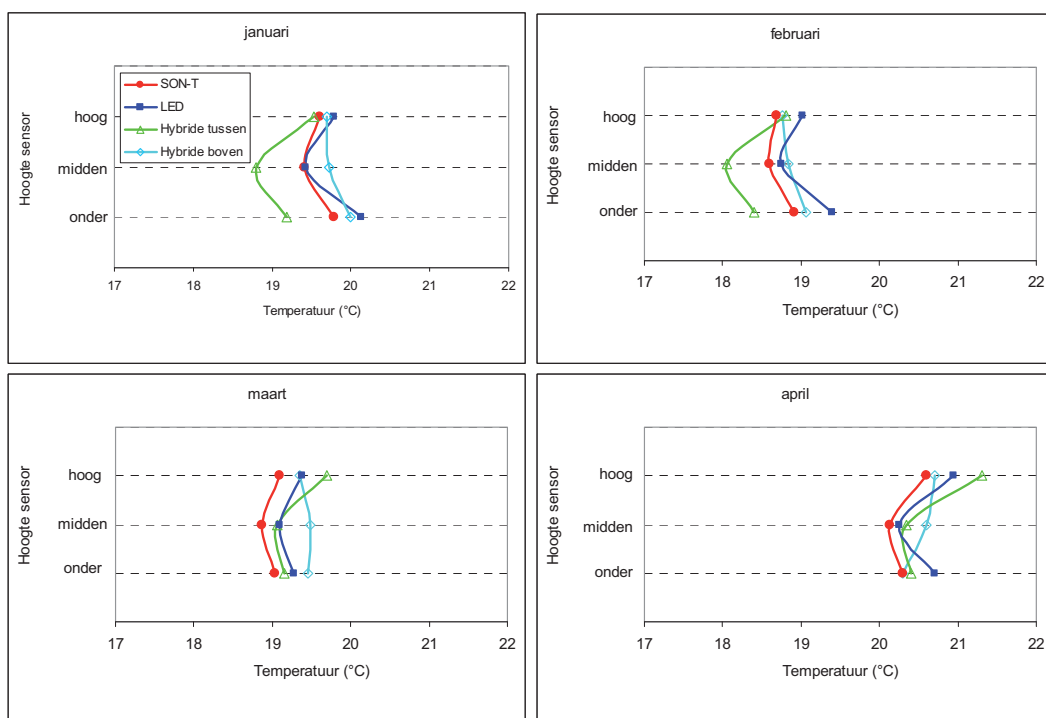 januari
SON-T
LED
Hybride tussen
Hybride boven
Hoogte sensor
hoog
midden
onder
17 18 19 20 21 22
Temperatuur (°C)
februari
Hoogte sensor
hoog
midden
onder
17 18 19 20 21 22
Temperatuur (°C)
maart
Hoogte sensor
hoog
midden
onder
17 18 19 20 21 22
Temperatuur (°C)
april
Hoogte sensor
hoog
midden
onder
17 18 19 20 21 22
Temperatuur (°C)